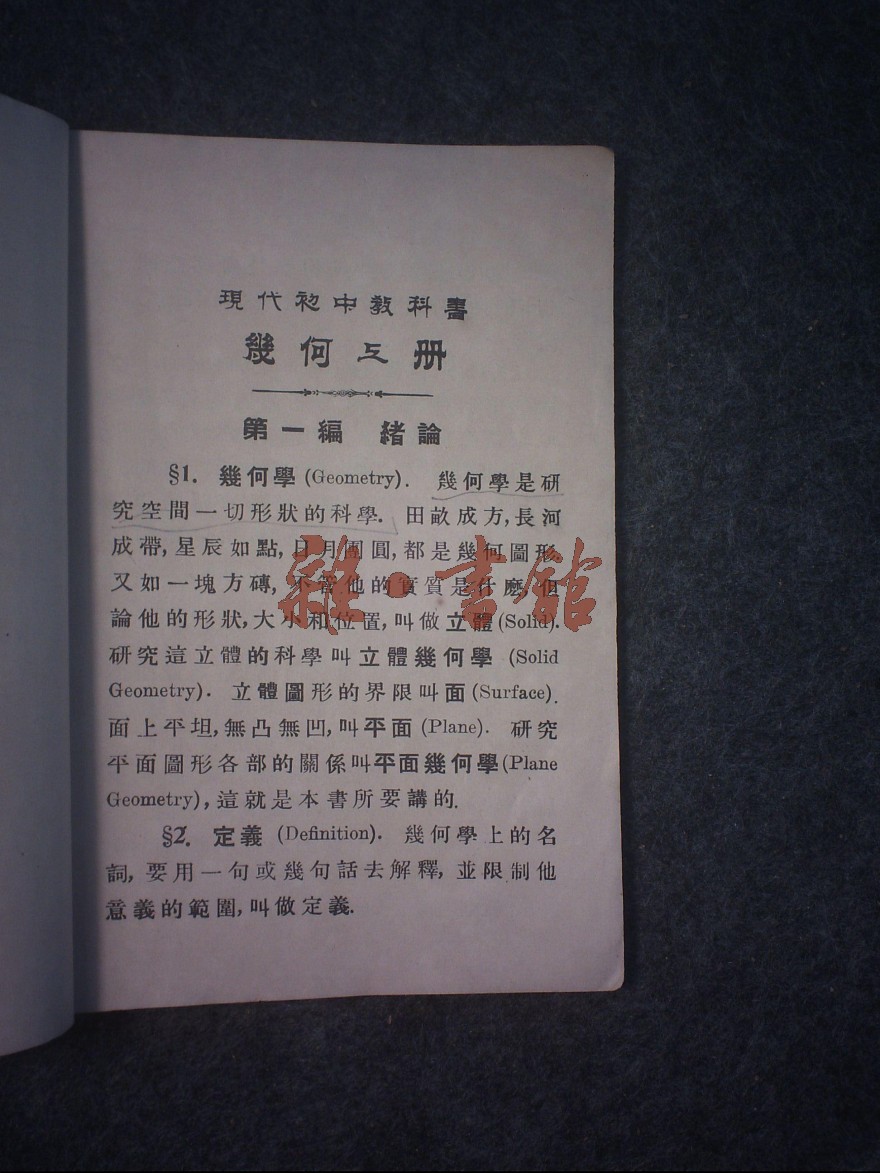 現代初中教科書
幾何上册
第一編 緒論
§1. 幾何學 (Geometry). 幾何學是研
究空間一切形狀的科學. 田畝成方,長河
成帶,星辰如點,日月團圓,都是幾何圖形.
又如一塊方磚,不管他的實質是什麼,但
論他的形狀,大小和位置,叫做立體 (Solid).
研究這立體的科學叫立體幾何學 (Solid
Geometry). 立體圖形的界限叫面 (Surface).
面上平坦,無凸無凹,叫平面 (Plane). 研究
平面圖形各部的關係叫平面幾何學 (Plane
Geometry), 這就是本書所要講的.
§2. 定義 (Definition). 幾何學上的名
詞,要用一句或幾句話去解釋,並限制他
意義的範圍,叫做定義.
雜·書館